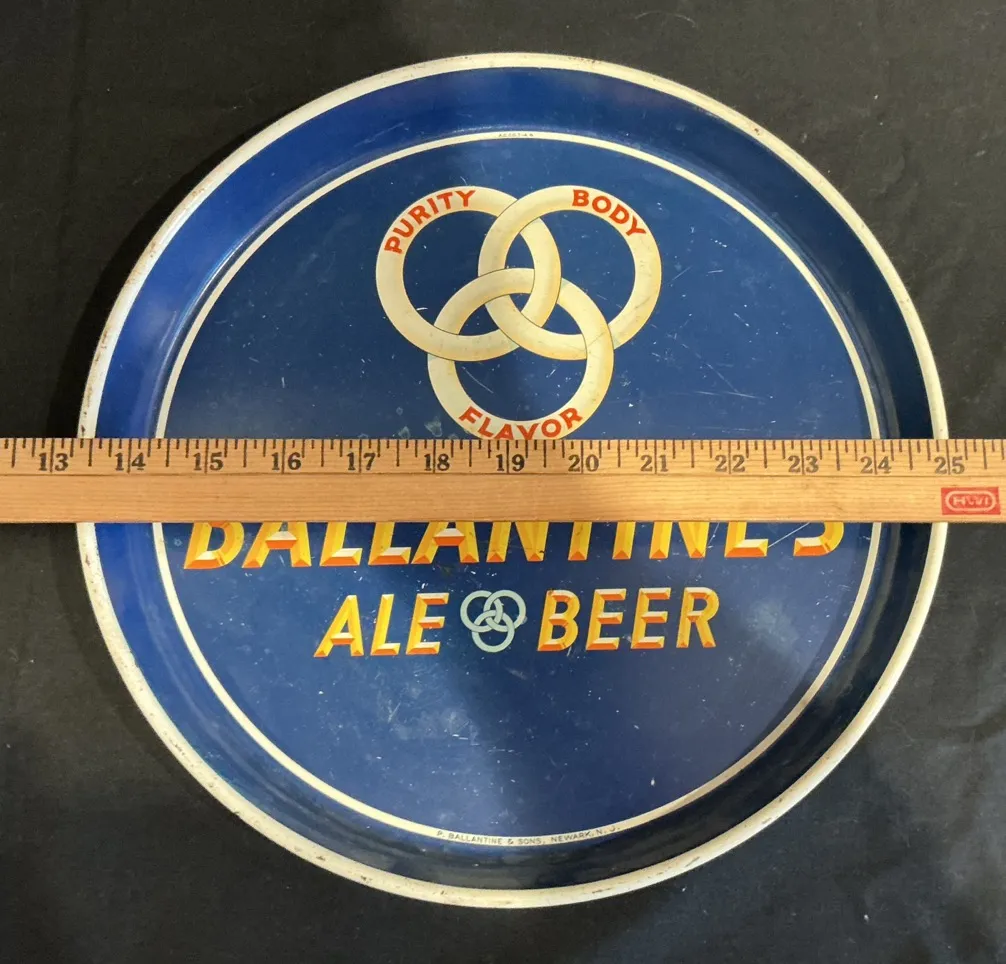 PURITY BODY
FLAVOR
13 14 15 16 17 18 19 20 21 22 23 24 25
HWI
BALLANTINE'S
ALE BEER
P. BALLANTINE & SONS, NEWARK, N. J.